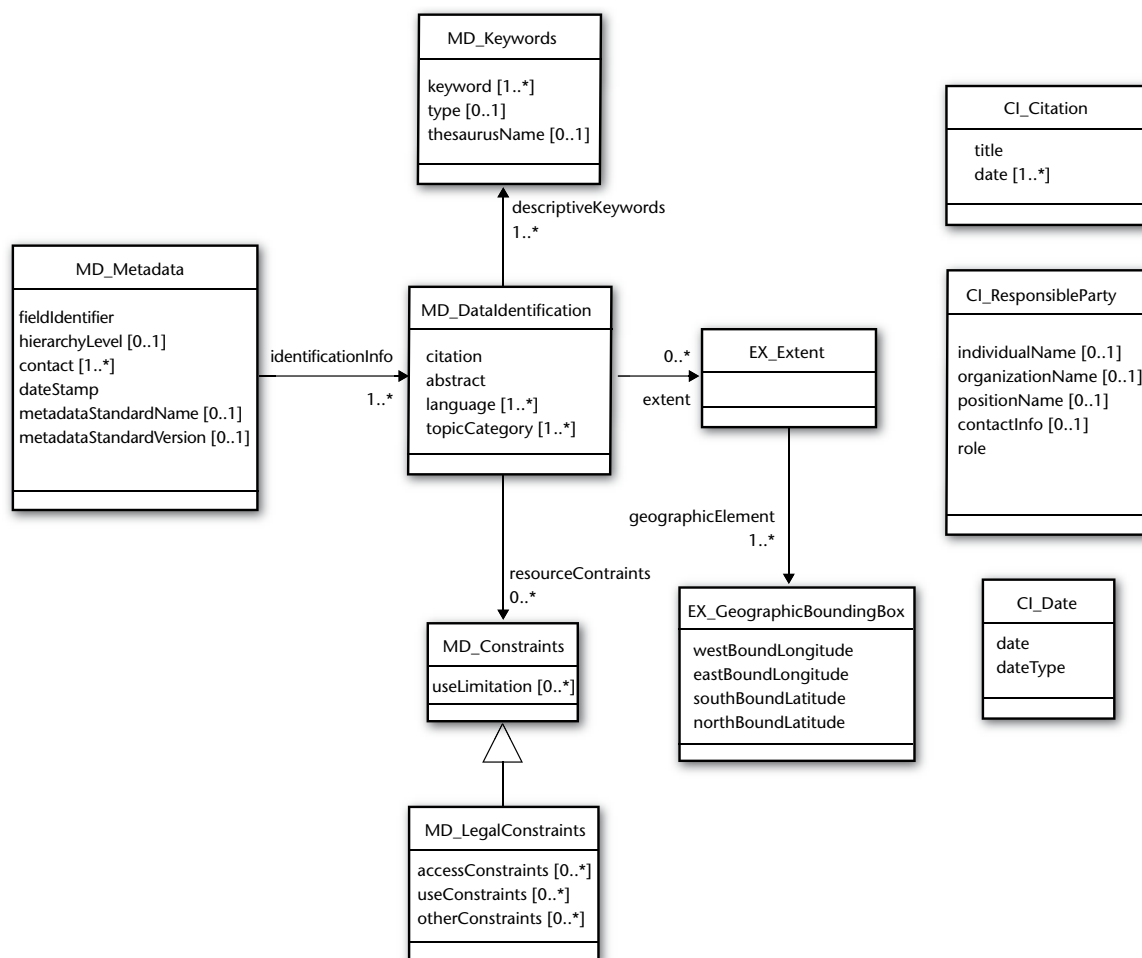 MD_Keywords
keyword [1..*]
type [0..1]
thesaurusName [0..1]
descriptiveKeywords
1..*
MD_Metadata
fieldIdentifier
hierarchyLevel [0..1]
contact [1..*]
dateStamp
metadataStandardName [0..1]
metadataStandardVersion [0..1]
identificationInfo
1..*
MD_DataIdentification
citation
abstract
language [1..*]
topicCategory [1..*]
0..*
extent
EX_Extent
geographicElement
1..*
EX_GeographicBoundingBox
westBoundLongitude
eastBoundLongitude
southBoundLatitude
northBoundLatitude
resourceContraints
0..*
MD_Constraints
useLimitation [0..*]
MD_LegalConstraints
accessConstraints [0..*]
useConstraints [0..*]
otherConstraints [0..*]
CI_Citation
title
date [1..*]
CI_ResponsibleParty
individualName [0..1]
organizationName [0..1]
positionName [0..1]
contactInfo [0..1]
role
CI_Date
date
dateType